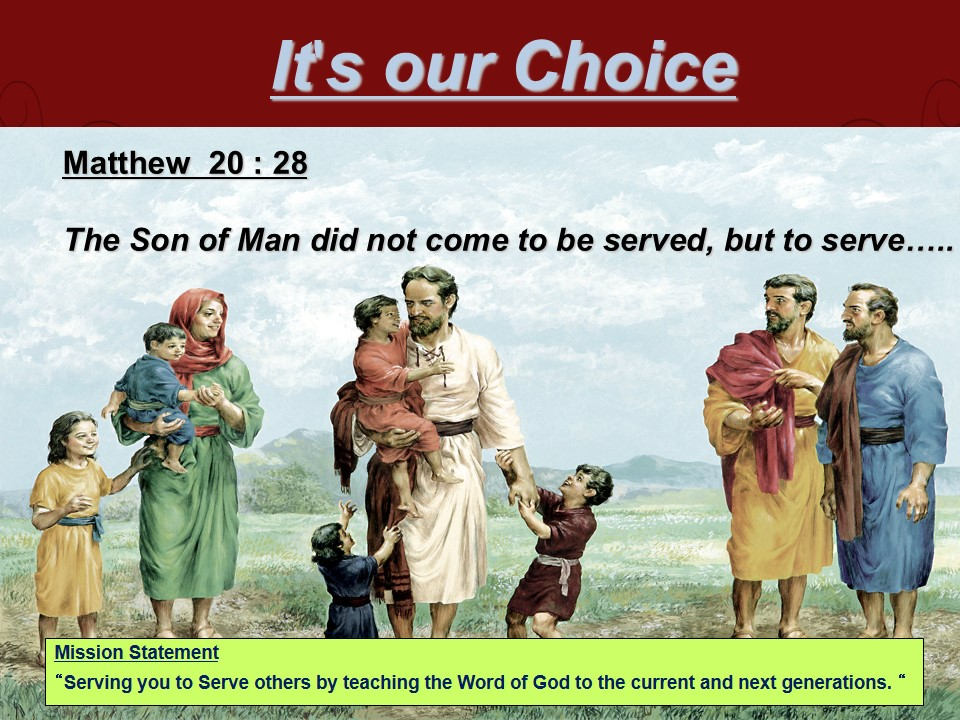 It's our Choice
Matthew 20 : 28
The Son of Man did not come to be served, but to serve…..
Mission Statement
“Serving you to Serve others by teaching the Word of God to the current and next generations. “